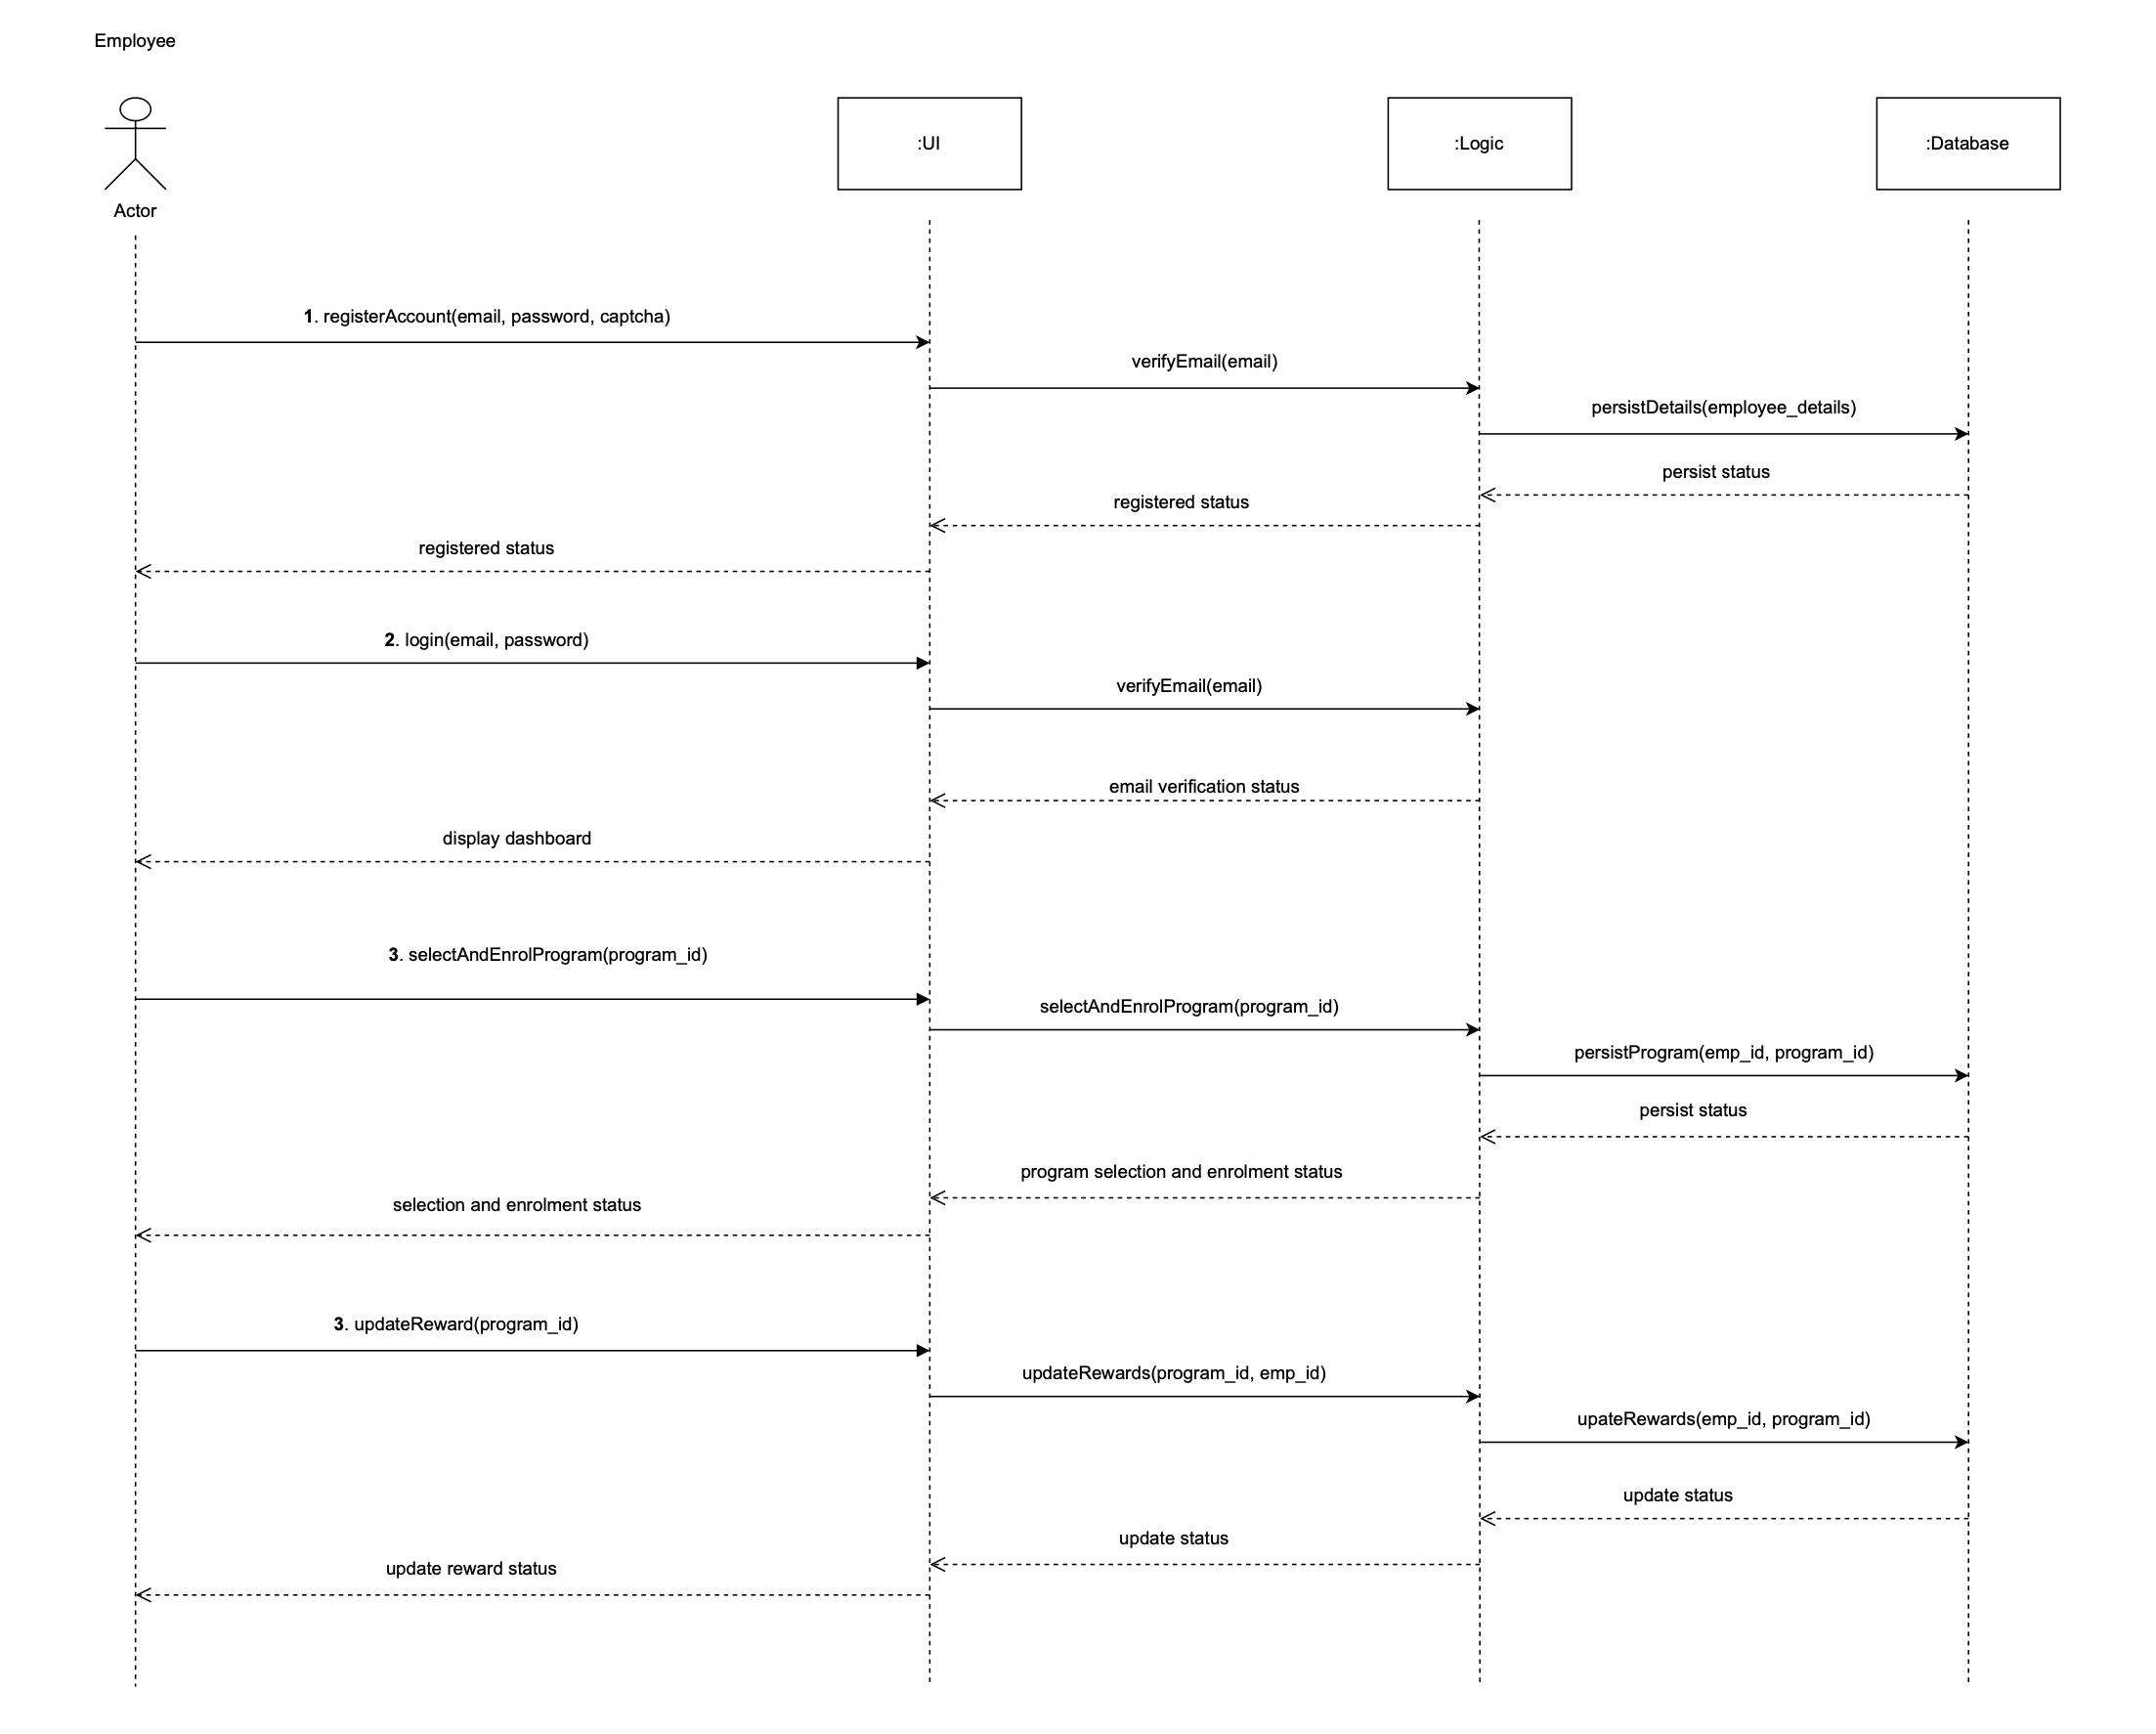 Employee
:UI
:Logic
:Database
Actor
1. registerAccount(email, password, captcha)
verifyEmail(email)
persistDetails(employee_details)
persist status
registered status
registered status
2. login(email, password)
verifyEmail(email)
email verification status
display dashboard
3. selectAndEnrolProgram(program_id)
selectAndEnrolProgram(program_id)
persistProgram(emp_id, program_id)
persist status
program selection and enrolment status
selection and enrolment status
3. updateReward(program_id)
updateRewards(program_id, emp_id)
upateRewards(emp_id, program_id)
update status
update status
update reward status